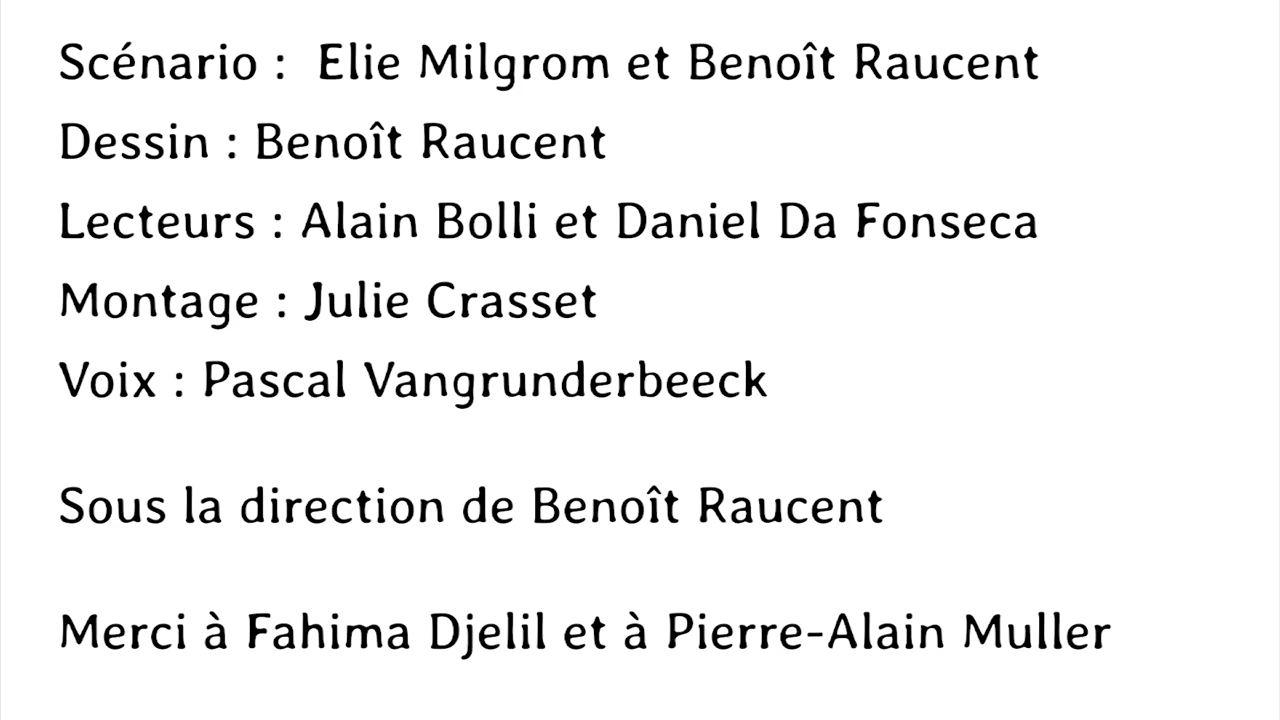 Scénario :  Elie Milgrom et Benoît Raucent
Dessin : Benoît Raucent
Lecteurs : Alain Bolli et Daniel Da Fonseca
Montage : Julie Crasset
Voix : Pascal Vangrunderbeeck
Sous la direction de Benoît Raucent
Merci à Fahima Djelil et à Pierre-Alain Muller